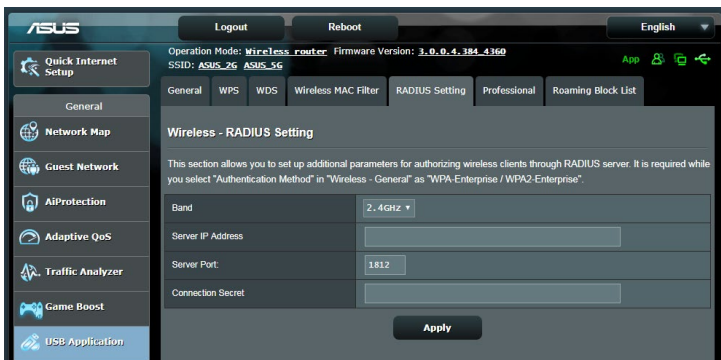 ASUS
Logout
Reboot
English
Quick Internet Setup
Operation Mode: Wireless router Firmware Version: 3.0.0.4.384_4360
SSID: ASUS_2G ASUS_5G
App
General
WPS
WDS
Wireless MAC Filter
RADIUS Setting
Professional
Roaming Block List
General
Network Map
Guest Network
AiProtection
Adaptive QoS
Traffic Analyzer
Game Boost
USB Application
Wireless - RADIUS Setting
This section allows you to set up additional parameters for authorizing wireless clients through RADIUS server. It is required while
you select "Authentication Method" in "Wireless - General" as "WPA-Enterprise / WPA2-Enterprise".
Band
2.4GHz
Server IP Address
Server Port:
1812
Connection Secret
Apply